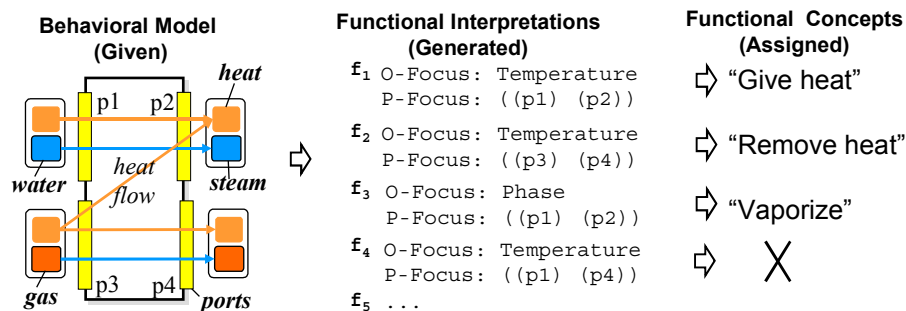 Behavioral Model
(Given)
heat
p1
p2
water
heat
flow
steam
p3
p4
gas
ports
Functional Interpretations
(Generated)
f1 O-Focus: Temperature
P-Focus: ((p1) (p2))
f2 O-Focus: Temperature
P-Focus: ((p3) (p4))
f3 O-Focus: Phase
P-Focus: ((p1) (p2))
f4 O-Focus: Temperature
P-Focus: ((p1) (p4))
f5 ...
Functional Concepts
(Assigned)
“Give heat”
“Remove heat”
“Vaporize”